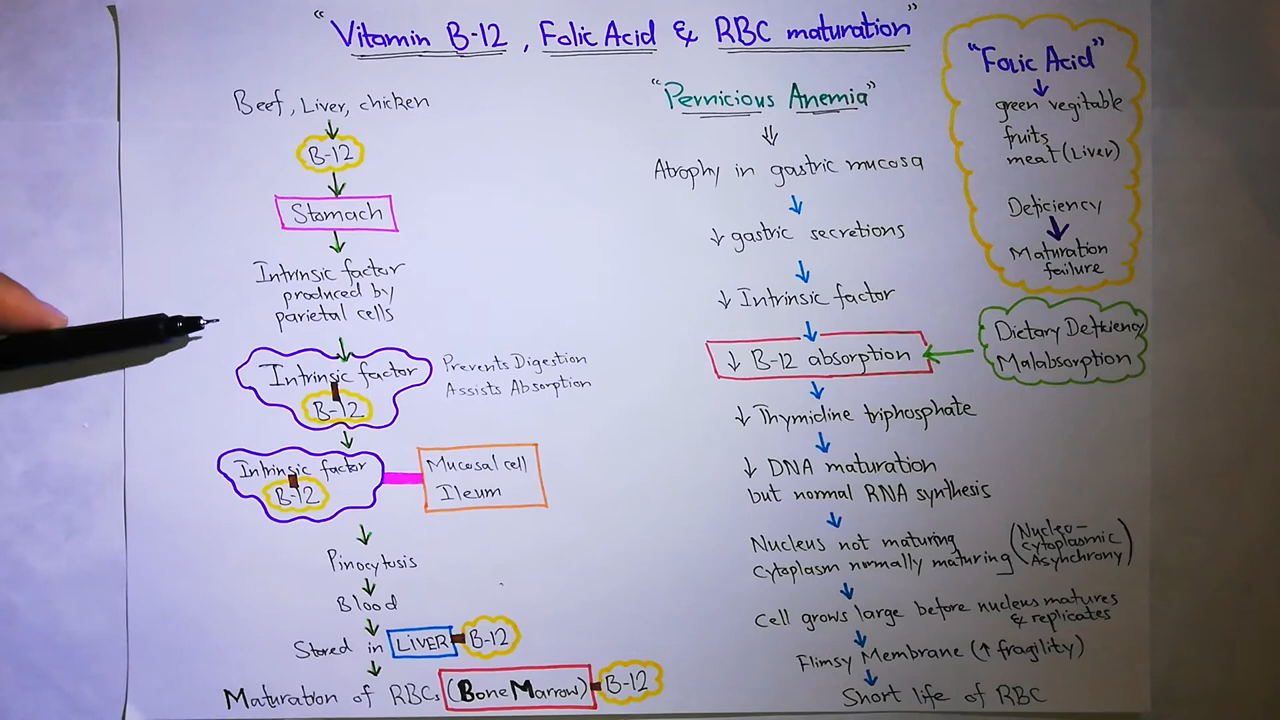 "Vitamin B-12, Folic Acid & RBC maturation"
Beef, Liver, chicken
B-12
Stomach
Intrinsic factor
produced by
parietal cells
Intrinsic factor
B-12
Prevents Digestion
Assists Absorption
Intrinsic factor
B-12
Mucosal cell
Ileum
Pinocytosis
Blood
Stored in LIVER B-12
Maturation of RBCs (Bone Marrow) B-12
"Pernicious Anemia"
Atrophy in gastric mucosa
↓ gastric secretions
↓ Intrinsic factor
↓ B-12 absorption
↓ Thymidine triphosphate
↓ DNA maturation
but normal RNA synthesis
Nucleus not maturing
cytoplasm normally maturing
(Nucleo-
cytoplasmic
Asynchrony)
Cell grows large before nucleus matures
& replicates
Flimsy Membrane (↑ fragility)
Short life of RBC
"Folic Acid"
green vegitable
fruits
meat (Liver)
Deficiency
Maturation
failure
Dietary Deficiency
Malabsorption